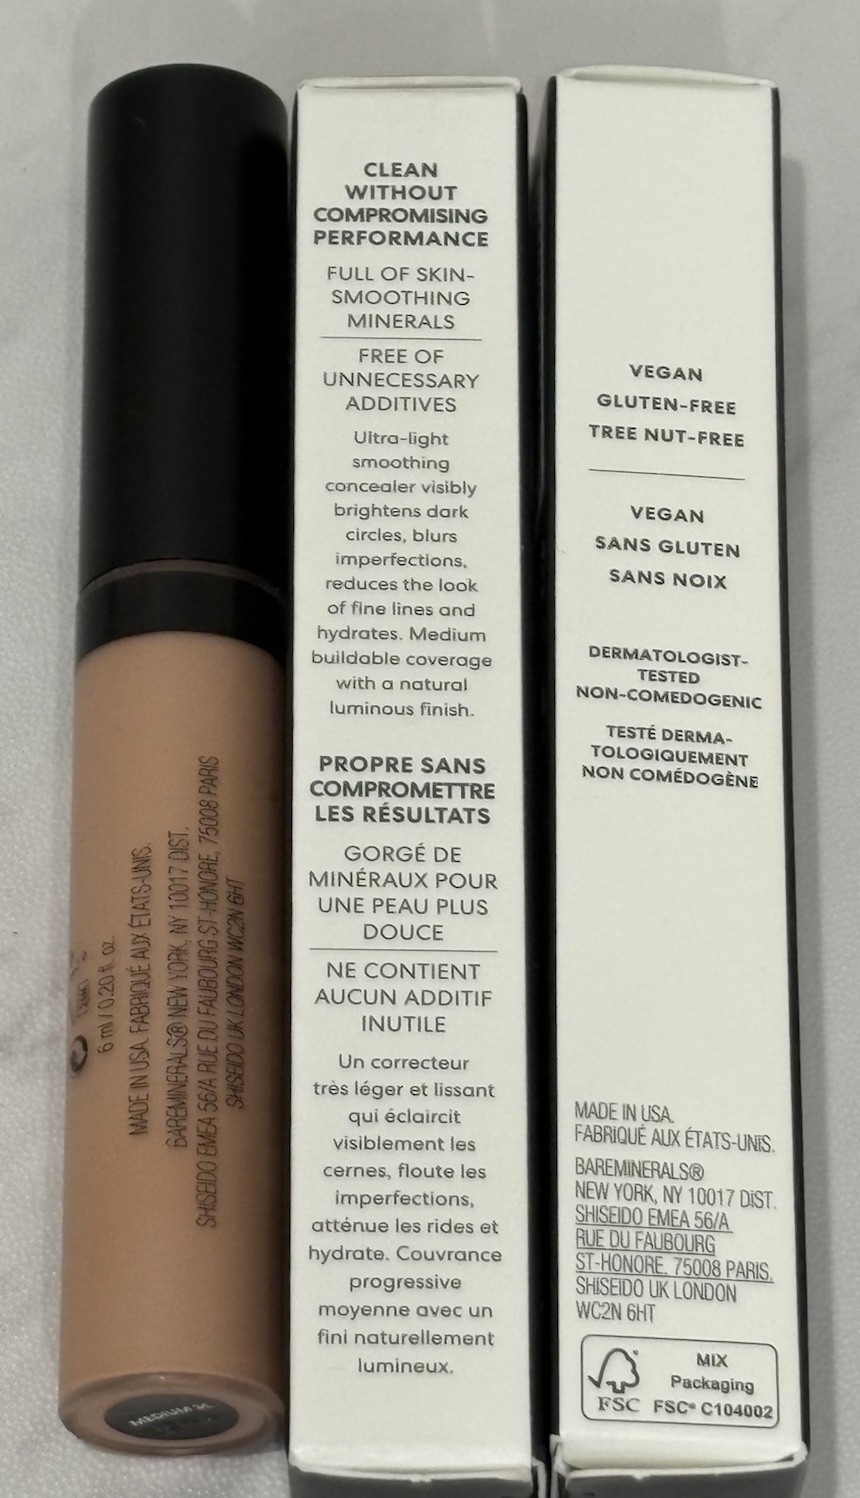 6 ml / 0.20 fl. oz.
MADE IN USA. FABRIQUÉ AUX ÉTATS-UNIS.
BAREMINERALS® NEW YORK, NY 10017 DIST.
SHISEIDO EMEA 56/A RUE DU FAUBOURG ST-HONORE, 75008 PARIS
SHISEIDO UK LONDON WC2N 6HT
MEDIUM
CLEAN
WITHOUT
COMPROMISING
PERFORMANCE
FULL OF SKIN-
SMOOTHING
MINERALS
FREE OF
UNNECESSARY
ADDITIVES
Ultra-light
smoothing
concealer visibly
brightens dark
circles, blurs
imperfections,
reduces the look
of fine lines and
hydrates. Medium
buildable coverage
with a natural
luminous finish.
PROPRE SANS
COMPROMETTRE
LES RÉSULTATS
GORGÉ DE
MINÉRAUX POUR
UNE PEAU PLUS
DOUCE
NE CONTIENT
AUCUN ADDITIF
INUTILE
Un correcteur
très léger et lissant
qui éclaircit
visiblement les
cernes, floute les
imperfections,
atténue les rides et
hydrate. Couvrance
progressive
moyenne avec un
fini naturellement
lumineux.
VEGAN
GLUTEN-FREE
TREE NUT-FREE
VEGAN
SANS GLUTEN
SANS NOIX
DERMATOLOGIST-
TESTED
NON-COMEDOGENIC
TESTÉ DERMA-
TOLOGIQUEMENT
NON COMÉDOGÈNE
MADE IN USA.
FABRIQUÉ AUX ÉTATS-UNIS.
BAREMINERALS®
NEW YORK, NY 10017 DIST.
SHISEIDO EMEA 56/A
RUE DU FAUBOURG
ST-HONORE, 75008 PARIS.
SHISEIDO UK LONDON
WC2N 6HT
MIX
Packaging
FSC FSC® C104002